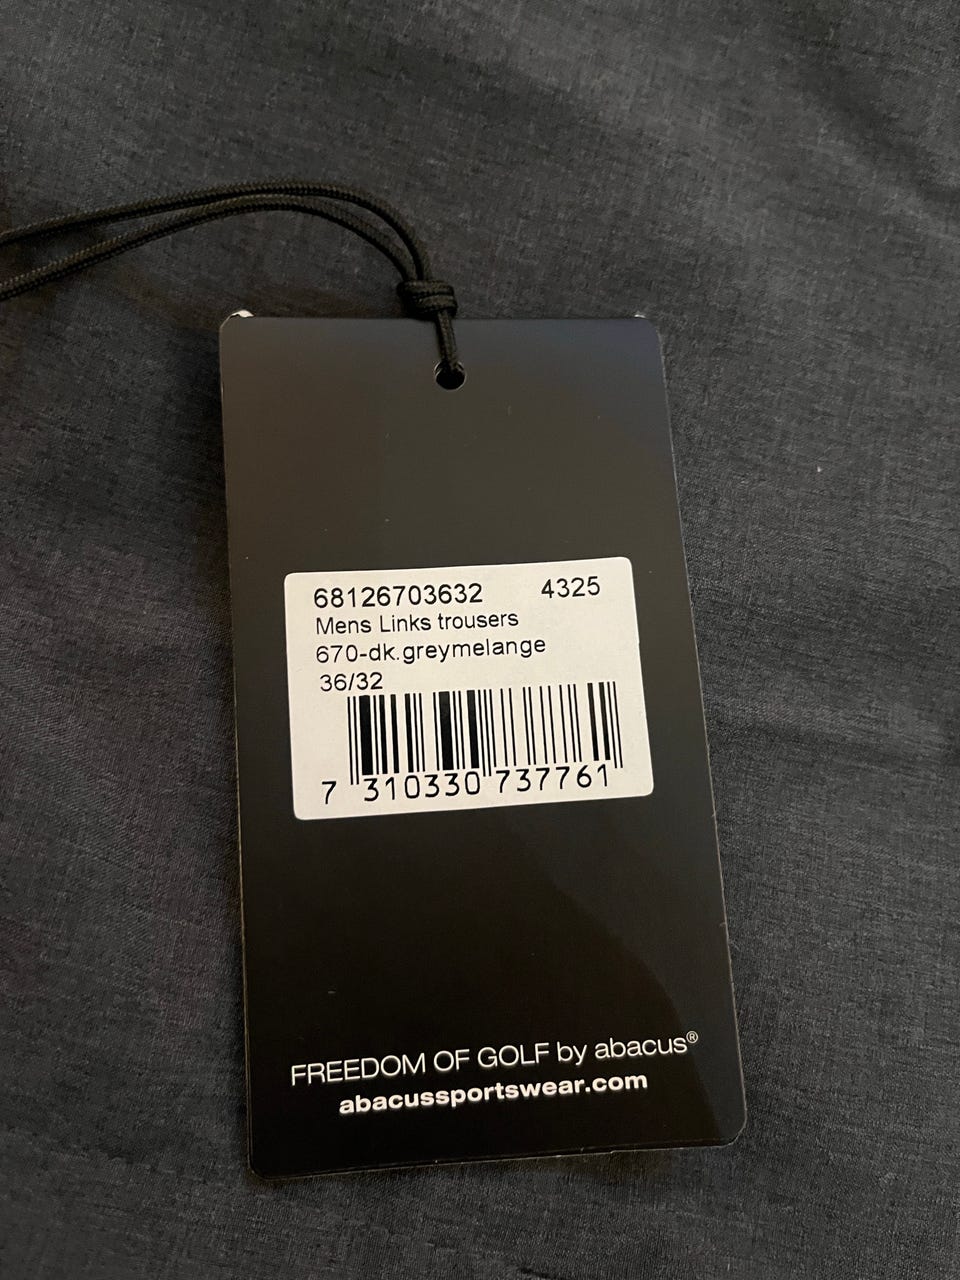 68126703632 4325
Mens Links trousers
670-dk.greymelange
36/32
7 310330 737761
FREEDOM OF GOLF by abacus®
abacussportswear.com